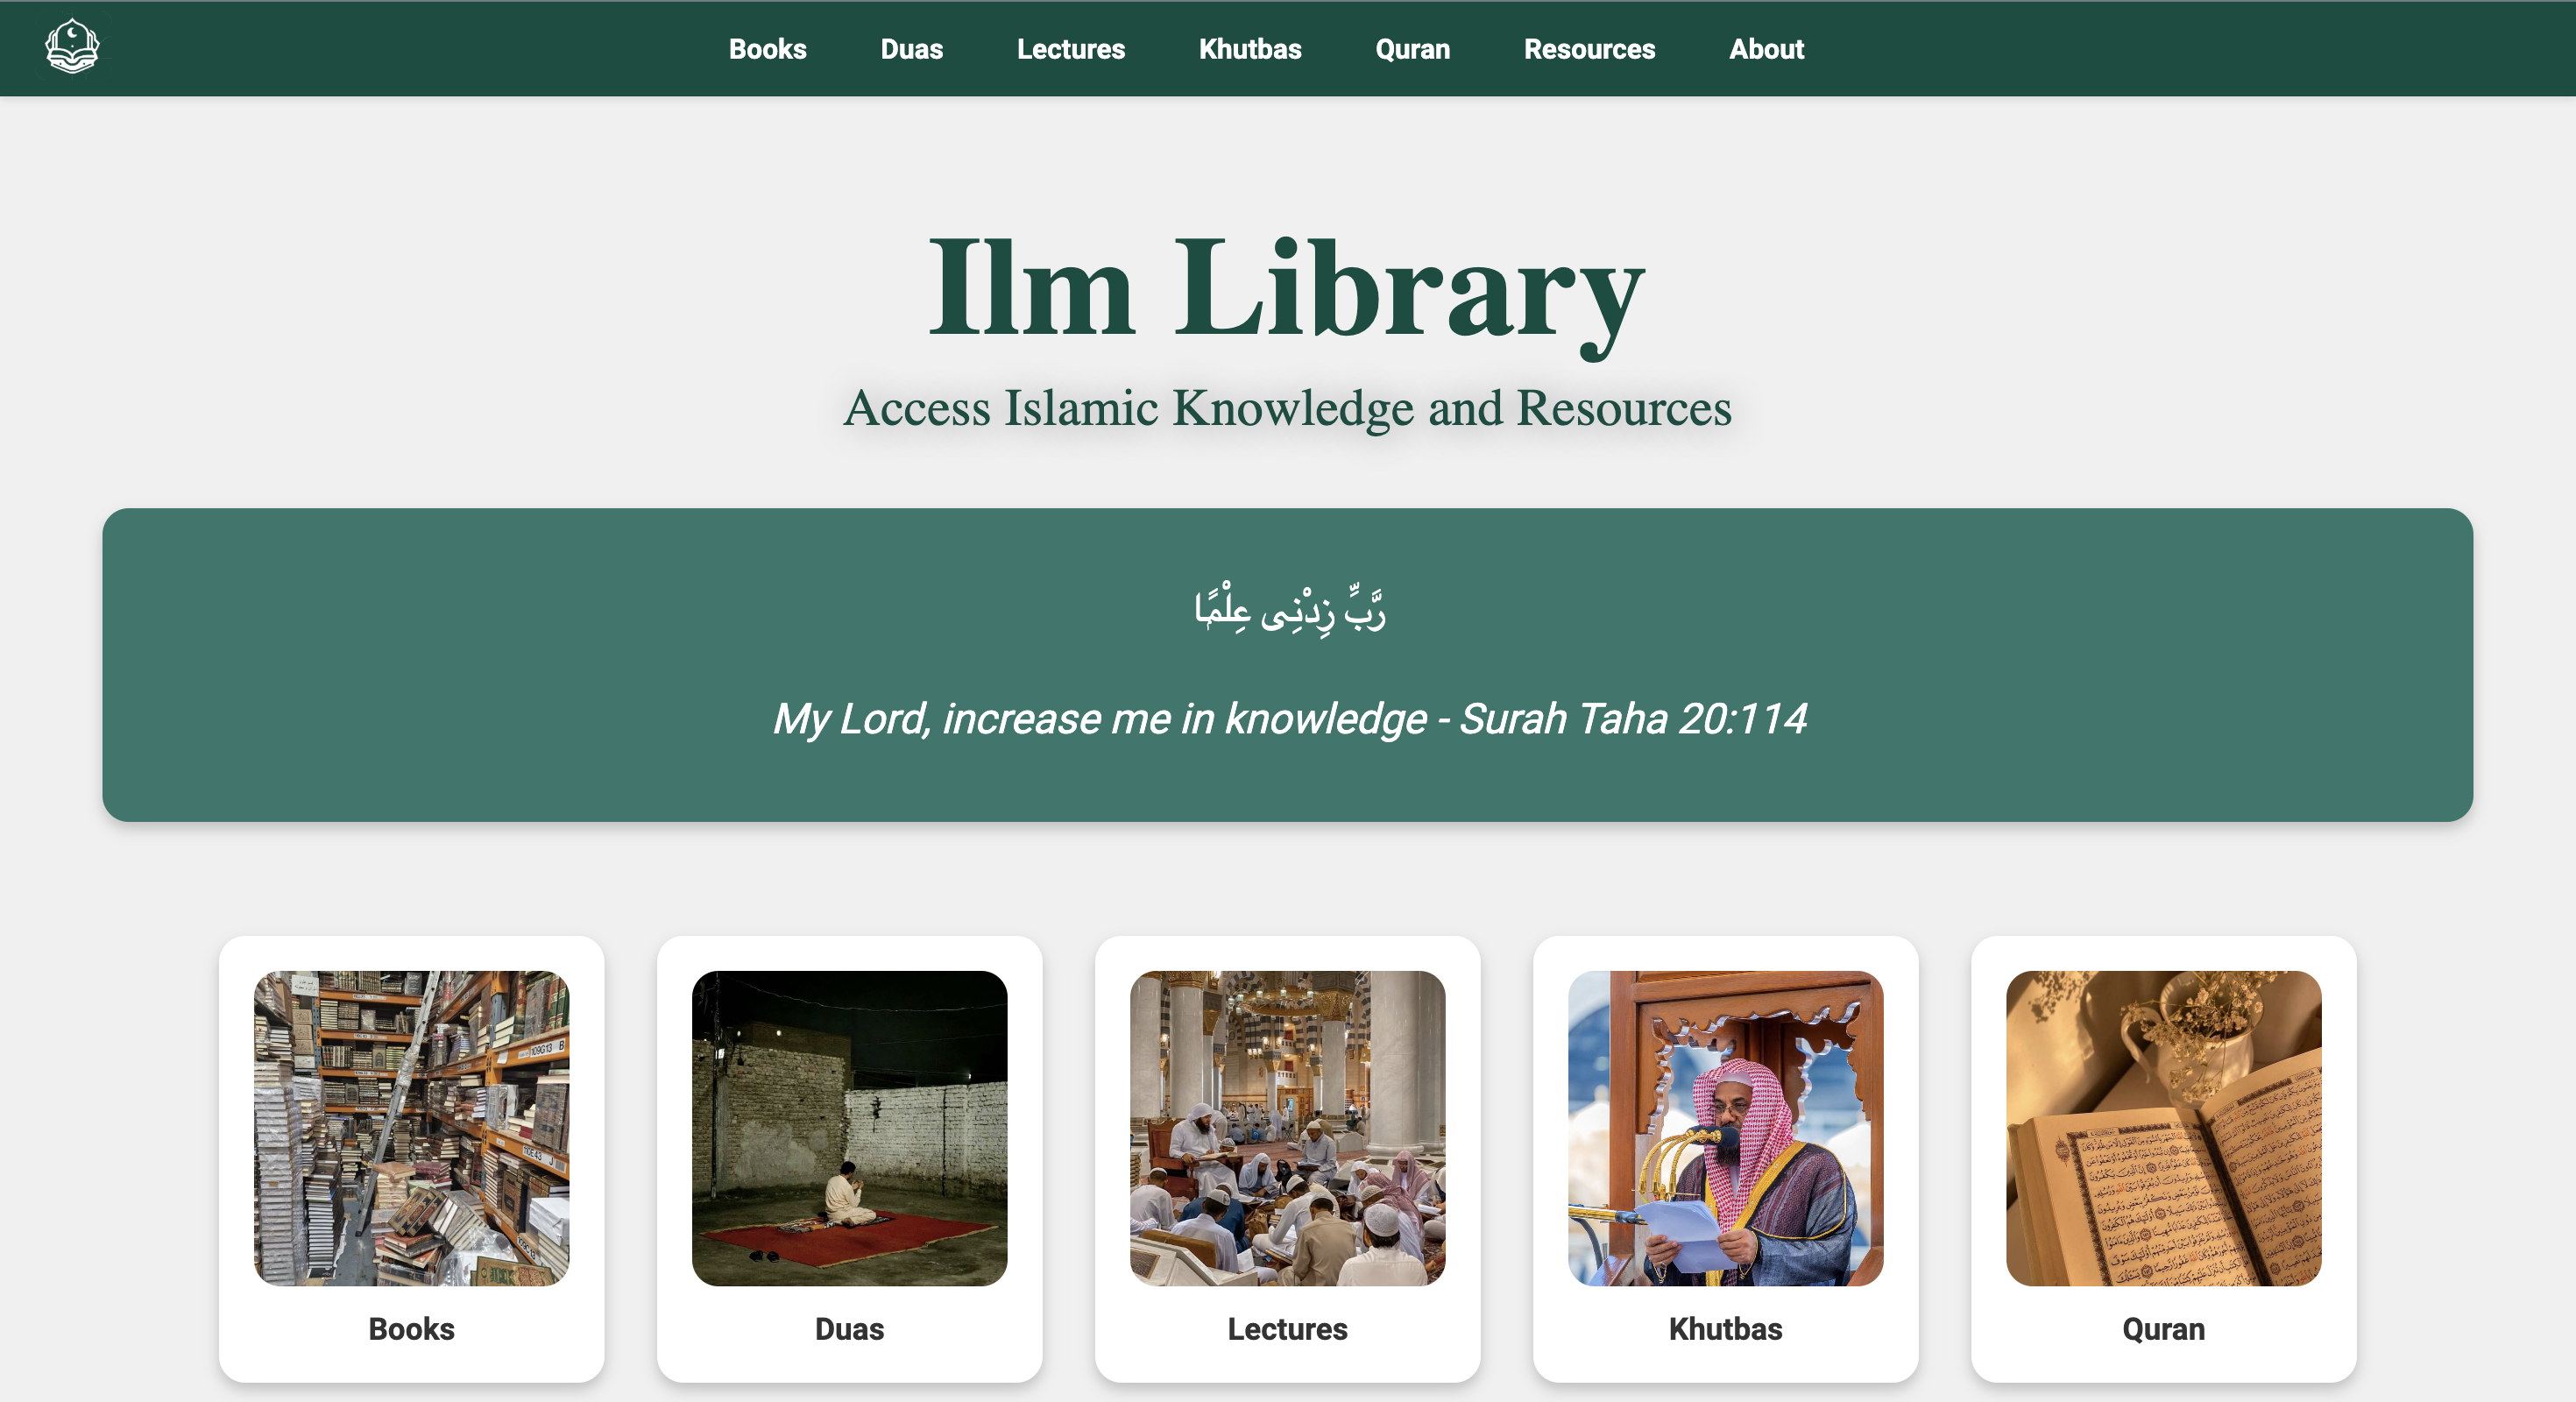 Books Duas Lectures Khutbas Quran Resources About
Ilm Library
Access Islamic Knowledge and Resources
رَّبِّ زِدْنِى عِلْمًۭا
My Lord, increase me in knowledge - Surah Taha 20:114
109G13 B
Books
Duas
Lectures
Khutbas
Quran